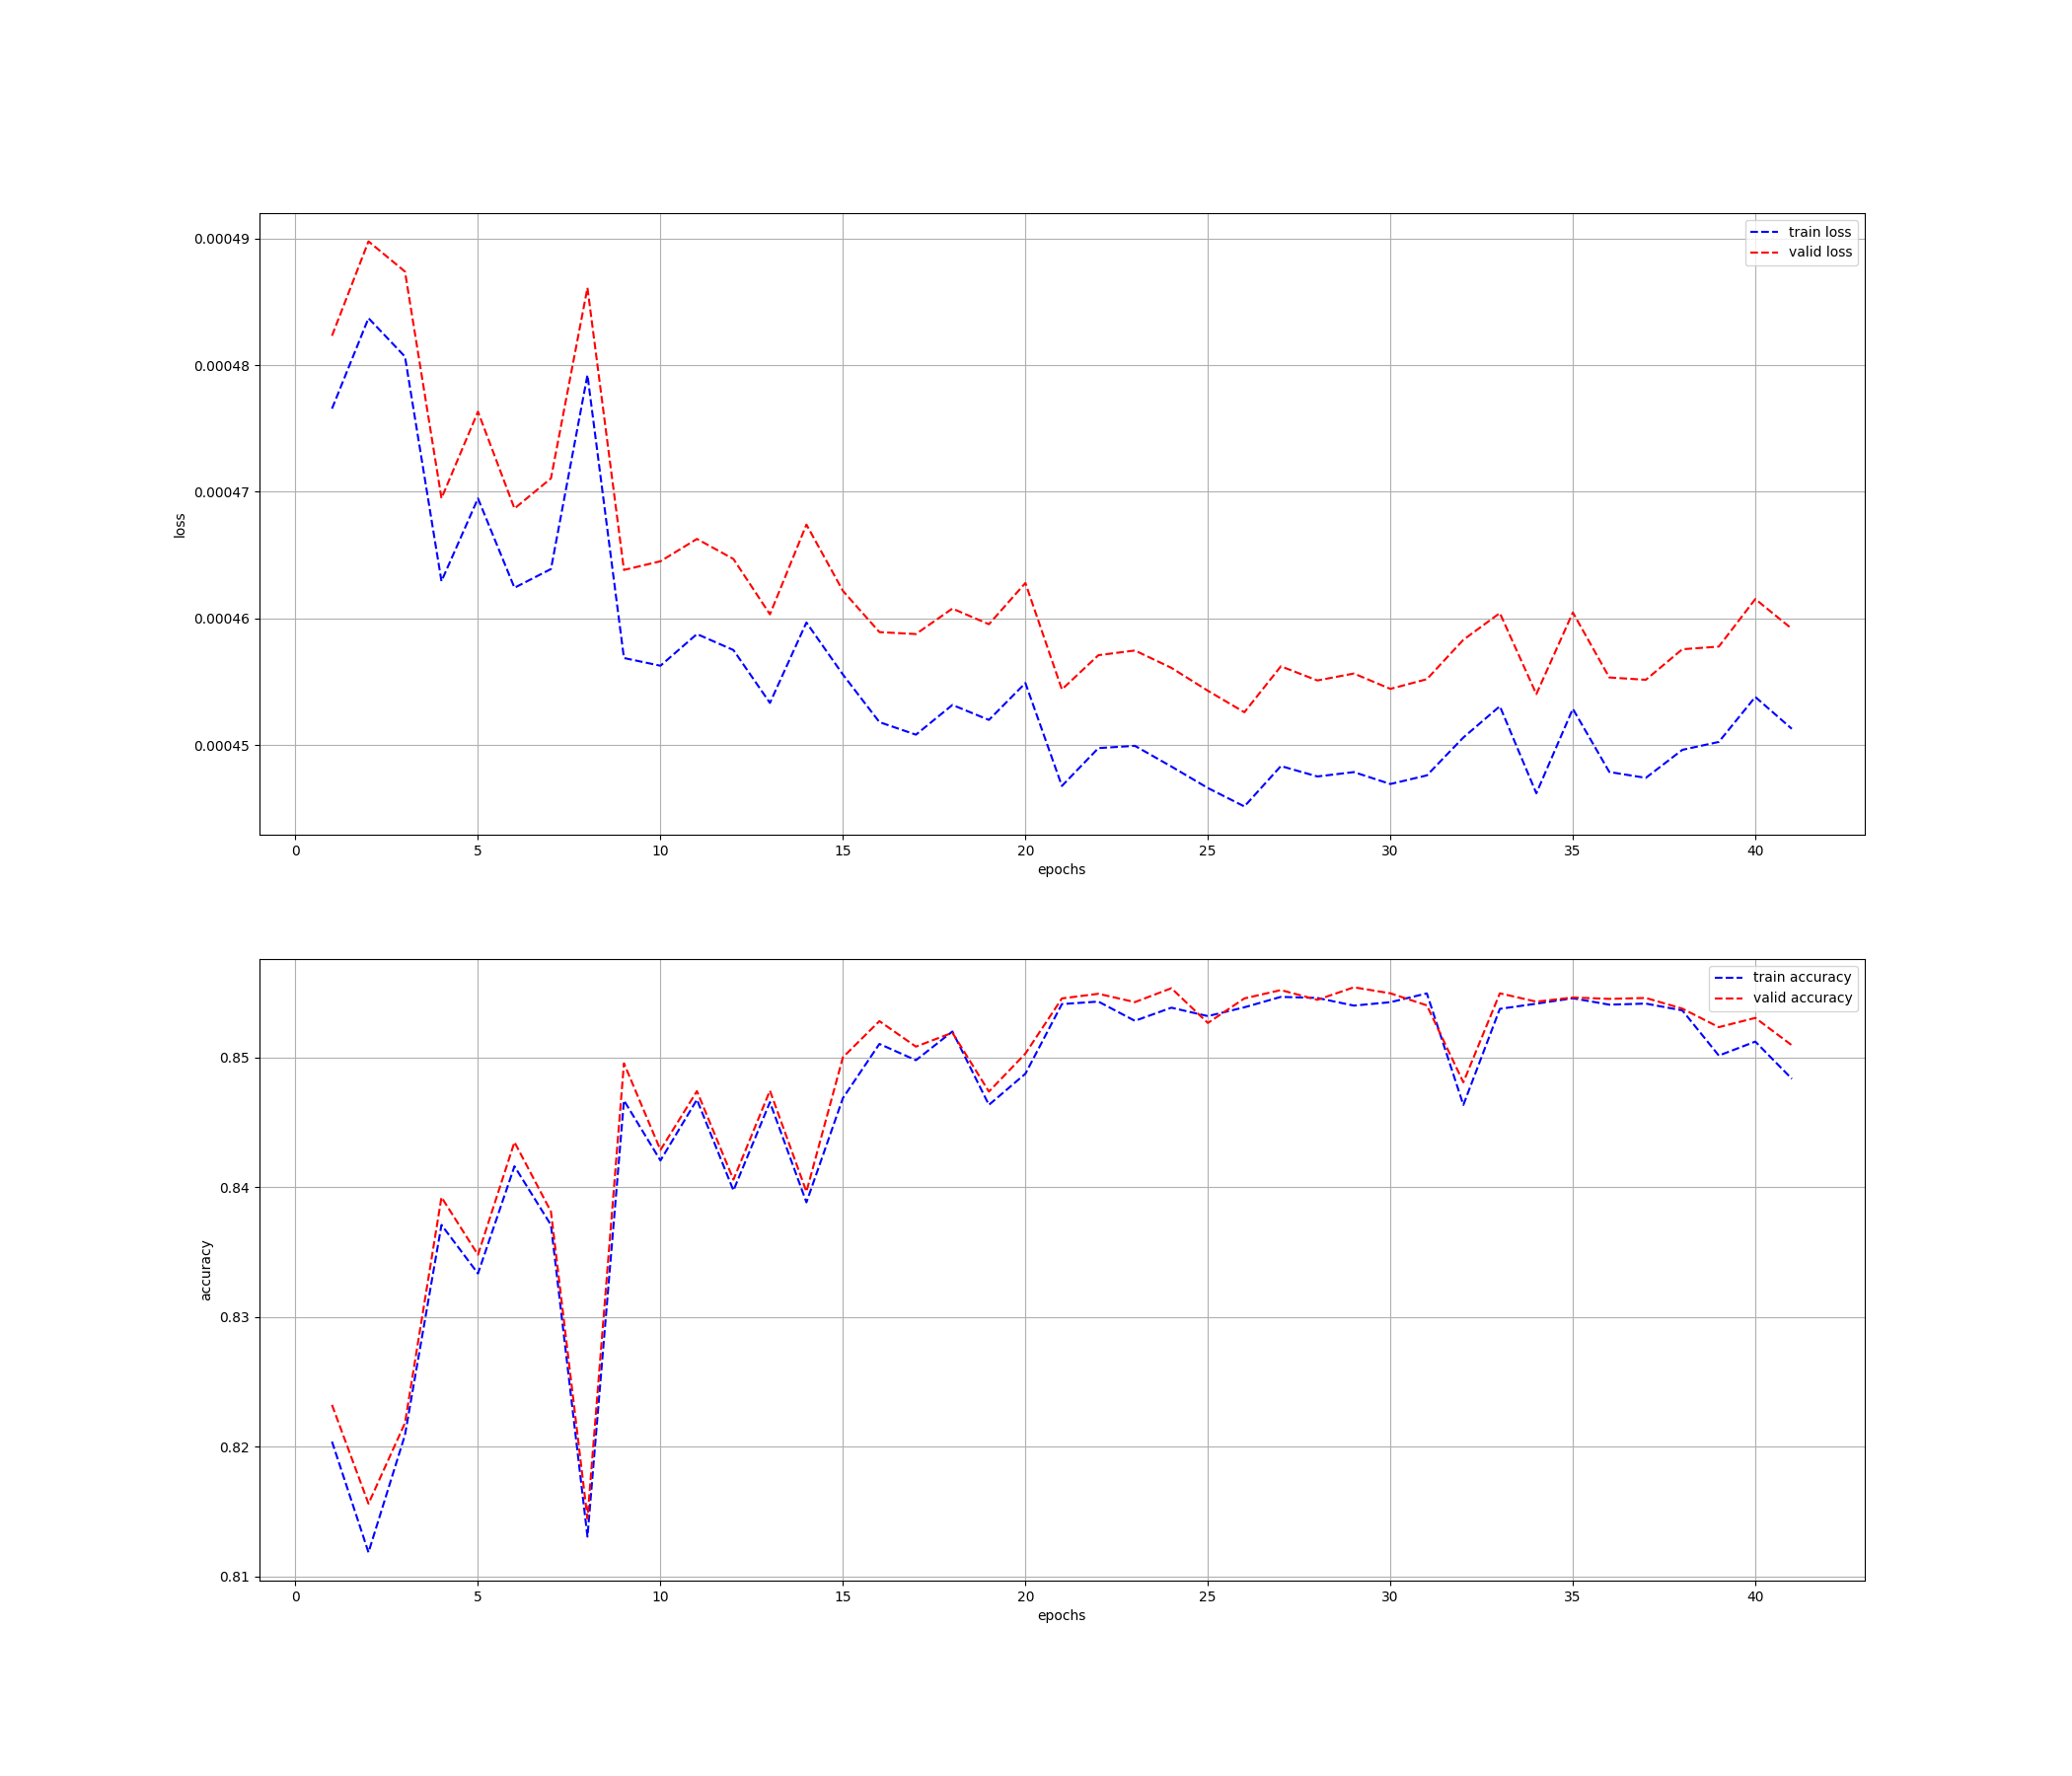 0.00049
0.00048
0.00047
0.00046
0.00045
loss
train loss
valid loss
0 5 10 15 20 25 30 35 40
epochs
0.85
0.84
0.83
0.82
0.81
accuracy
train accuracy
valid accuracy
0 5 10 15 20 25 30 35 40
epochs